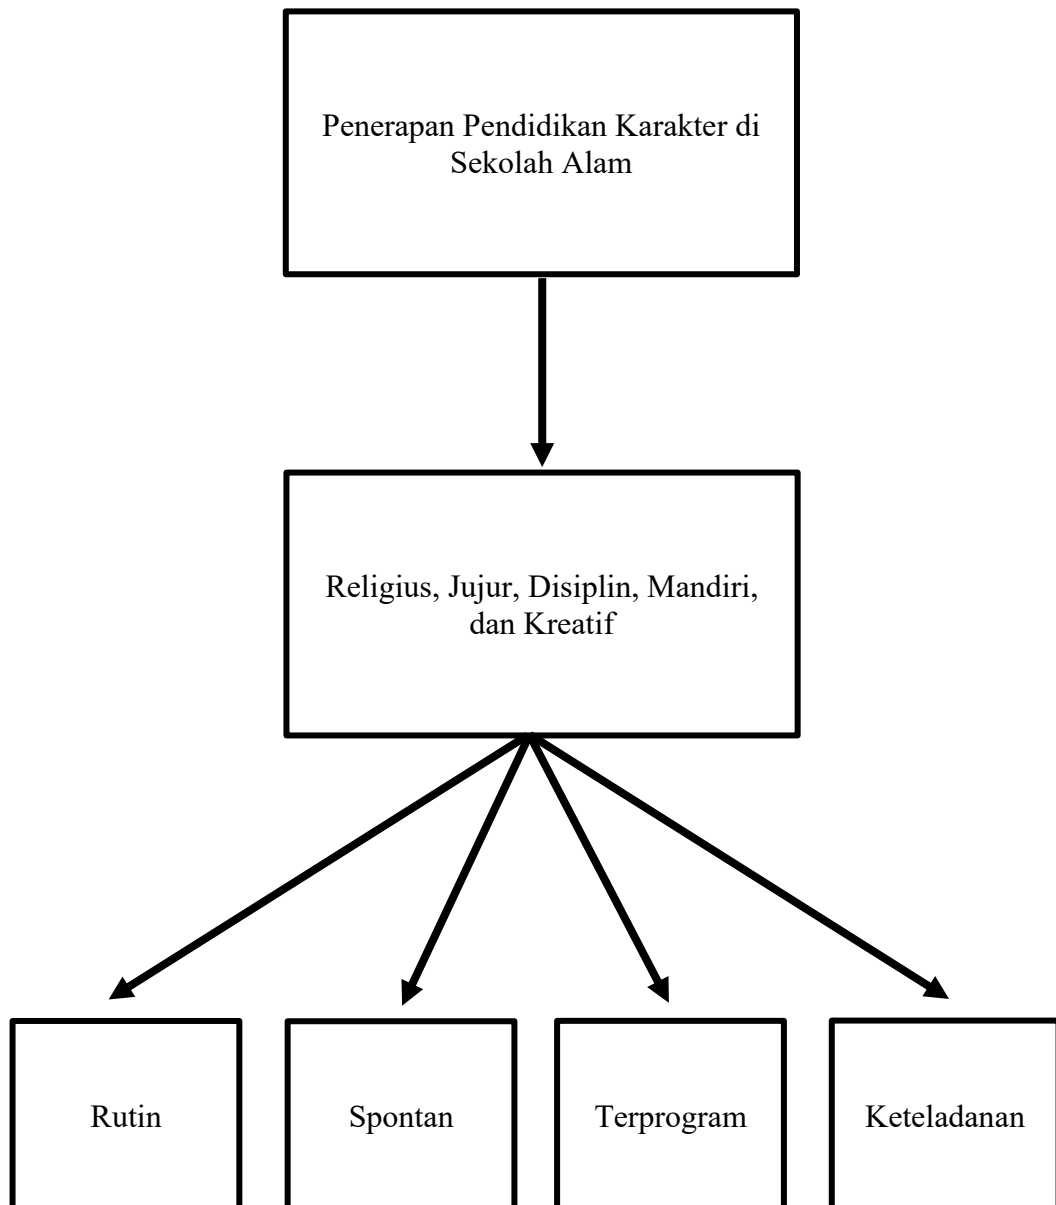 Penerapan Pendidikan Karakter di
Sekolah Alam
Religius, Jujur, Disiplin, Mandiri,
dan Kreatif
Rutin
Spontan
Terprogram
Keteladanan